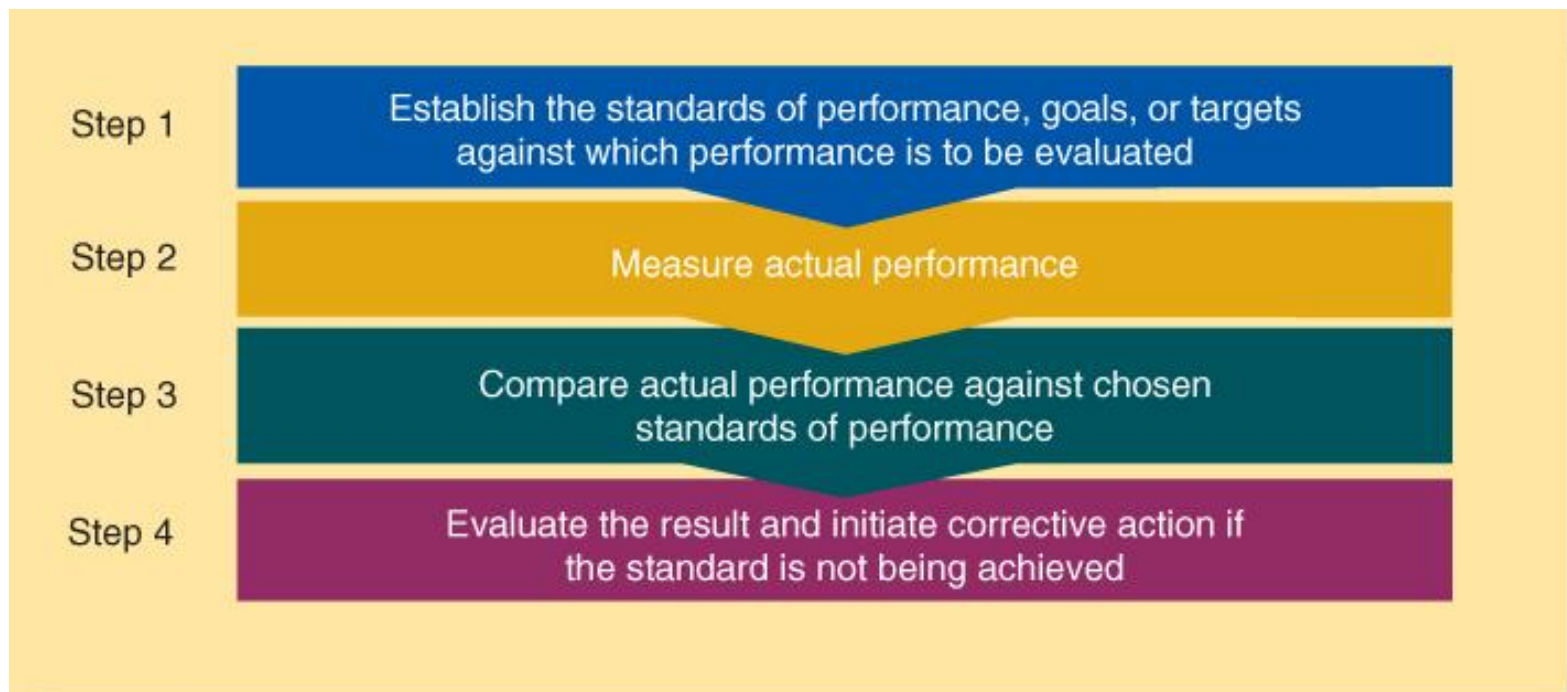 Step 1
Establish the standards of performance, goals, or targets
against which performance is to be evaluated
Step 2
Measure actual performance
Step 3
Compare actual performance against chosen
standards of performance
Step 4
Evaluate the result and initiate corrective action if
the standard is not being achieved